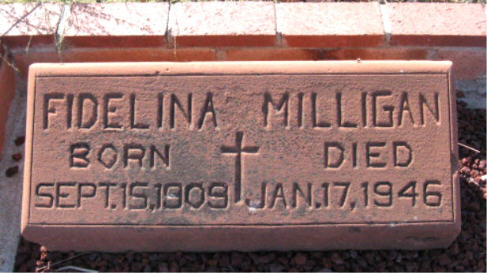 FIDELINA MILLIGAN
BORN DIED
SEPT.15,1909 JAN.17,1946